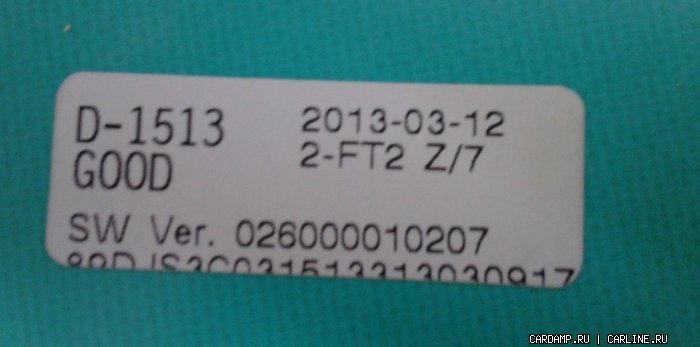 D-1513 2013-03-12
GOOD 2-FT2 Z/7
SW Ver. 026000010207
CARDAMP.RU | CARLINE.RU